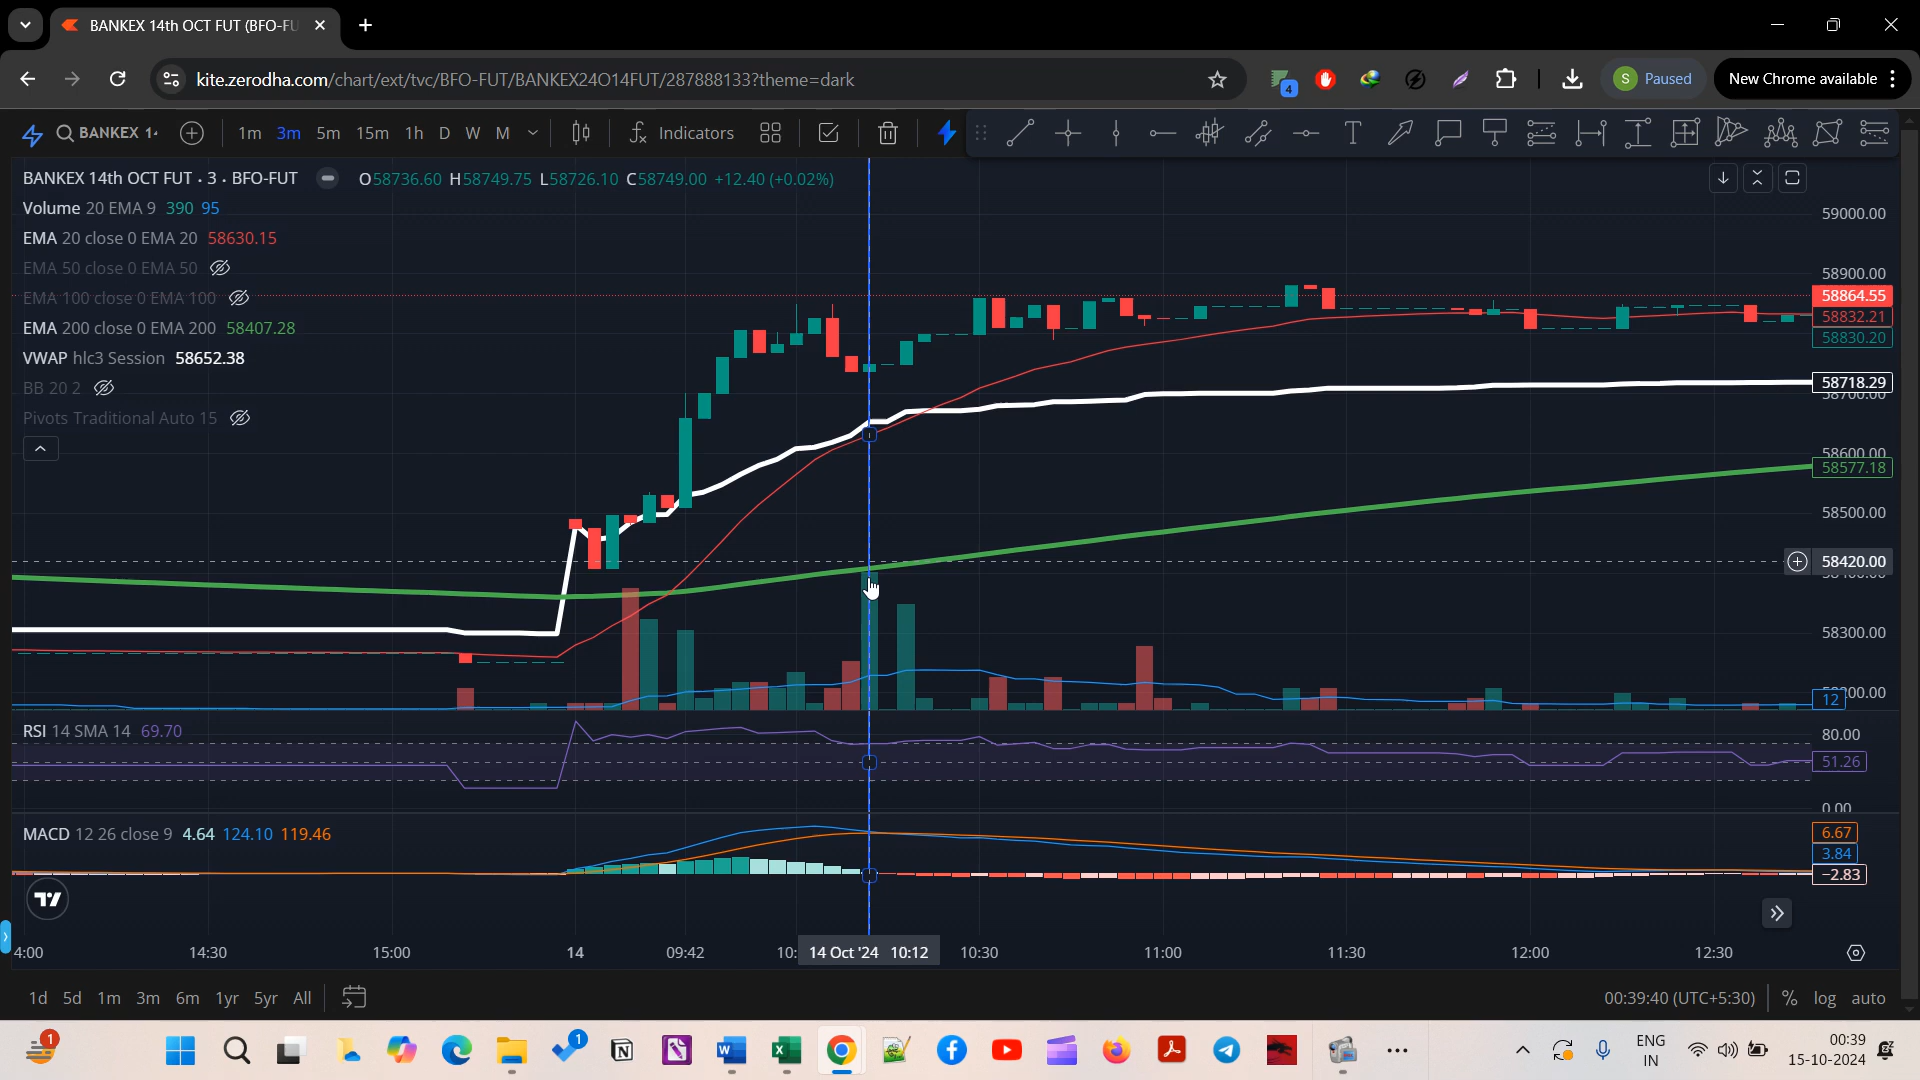 BANKEX 14th OCT FUT (BFO-FU
kite.zerodha.com/chart/ext/tvc/BFO-FUT/BANKEX24O14FUT/287888133?theme=dark
4
S Paused
New Chrome available
BANKEX 14 1m 3m 5m 15m 1h D W M Indicators
BANKEX 14th OCT FUT · 3 · BFO-FUT O58736.60 H58749.75 L58726.10 C58749.00 +12.40 (+0.02%)
Volume 20 EMA 9 390 95
EMA 20 close 0 EMA 20 58630.15
EMA 50 close 0 EMA 50
EMA 100 close 0 EMA 100
EMA 200 close 0 EMA 200 58407.28
VWAP hlc3 Session 58652.38
BB 20 2
Pivots Traditional Auto 15
59000.00
58900.00
58864.55
58832.21
58830.20
58718.29
58700.00
58600.00
58577.18
58500.00
58420.00
58300.00
12
RSI 14 SMA 14 69.70
80.00
51.26
0.00
MACD 12 26 close 9 4.64 124.10 119.46
6.67
3.84
−2.83
4:00 14:30 15:00 14 09:42 10: 14 Oct '24 10:12 10:30 11:00 11:30 12:00 12:30
1d 5d 1m 3m 6m 1yr 5yr All 00:39:40 (UTC+5:30) % log auto
1
1
ENG
IN
00:39
15-10-2024